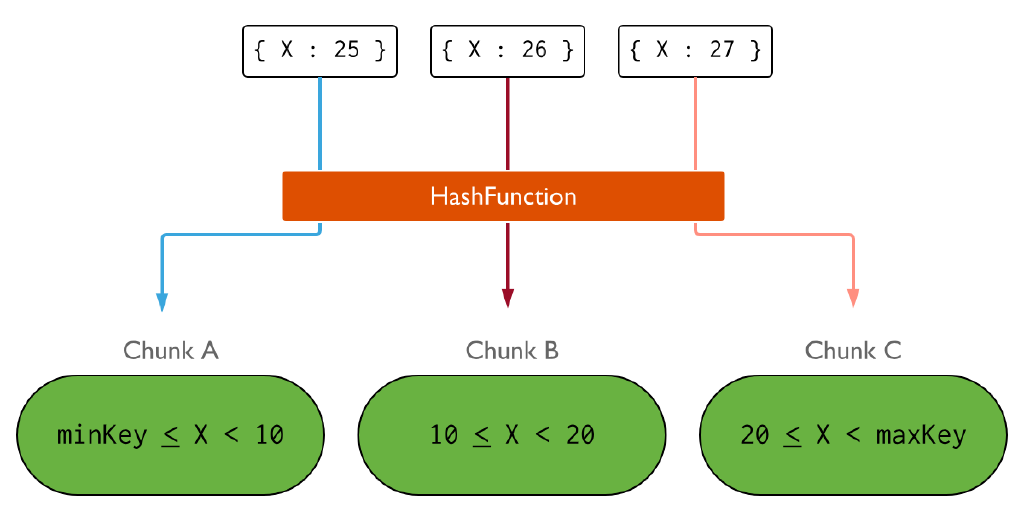 { X : 25 } { X : 26 } { X : 27 }
HashFunction
Chunk A Chunk B Chunk C
minKey ≤ X < 10 10 ≤ X < 20 20 ≤ X < maxKey